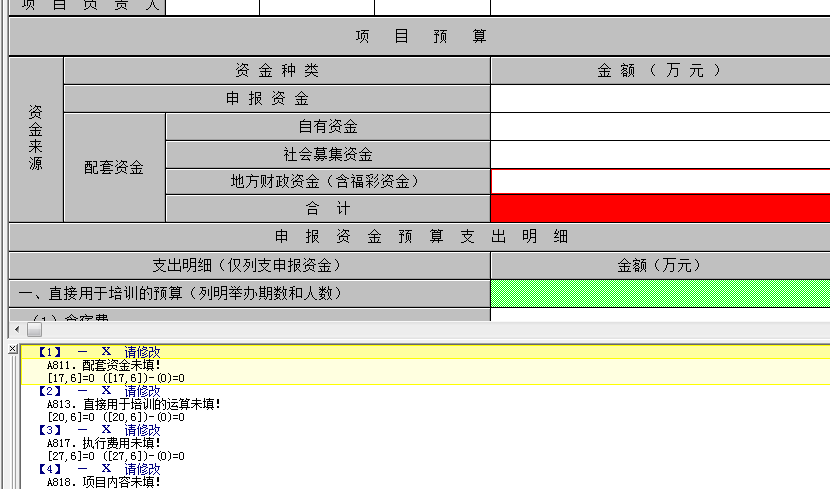 项 目 负 责 人
项 目 预 算
资金来源
资 金 种 类
金 额 （ 万 元 ）
申 报 资 金
配套资金
自有资金
社会募集资金
地方财政资金（含福彩资金）
合 计
申 报 资 金 预 算 支 出 明 细
支出明细（仅列支申报资金）
金额（万元）
一、直接用于培训的预算（列明举办期数和人数）
（1）食宿费
【1】 － X 请修改
A811. 配套资金未填!
[17,6]=0 ([17,6])-(0)=0
【2】 － X 请修改
A813. 直接用于培训的运算未填!
[20,6]=0 ([20,6])-(0)=0
【3】 － X 请修改
A817. 执行费用未填!
[27,6]=0 ([27,6])-(0)=0
【4】 － X 请修改
A818. 项目内容未填!